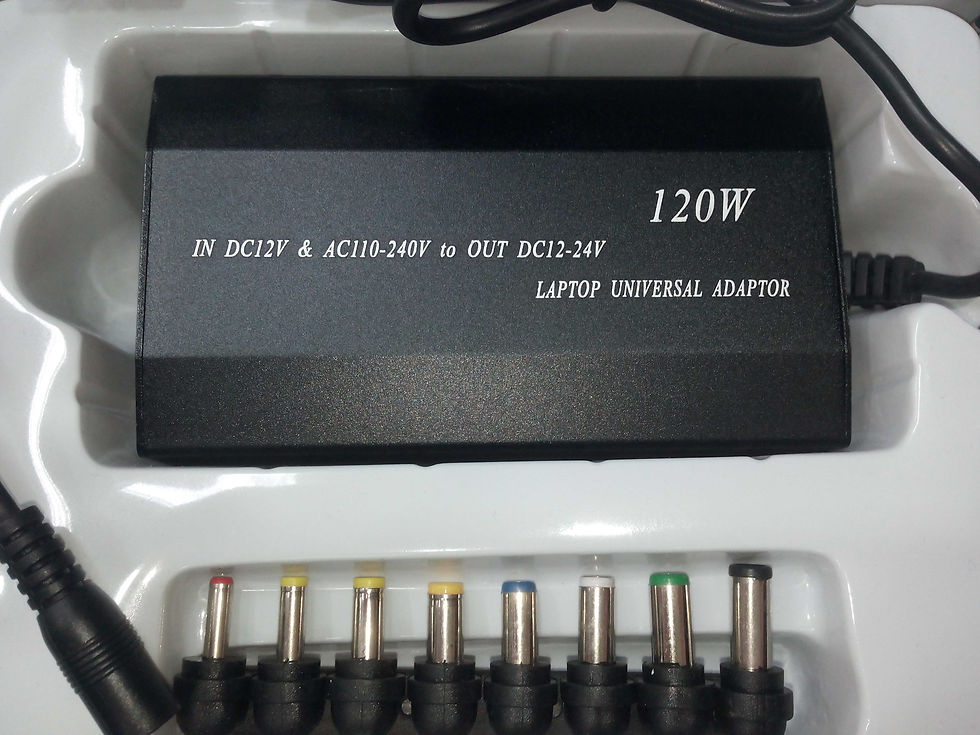 120W
IN DC12V & AC110-240V to OUT DC12-24V
LAPTOP UNIVERSAL ADAPTOR